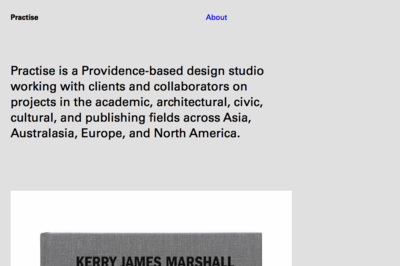 Practise
About
Practise is a Providence-based design studio
working with clients and collaborators on
projects in the academic, architectural, civic,
cultural, and publishing fields across Asia,
Australasia, Europe, and North America.
KERRY JAMES MARSHALL